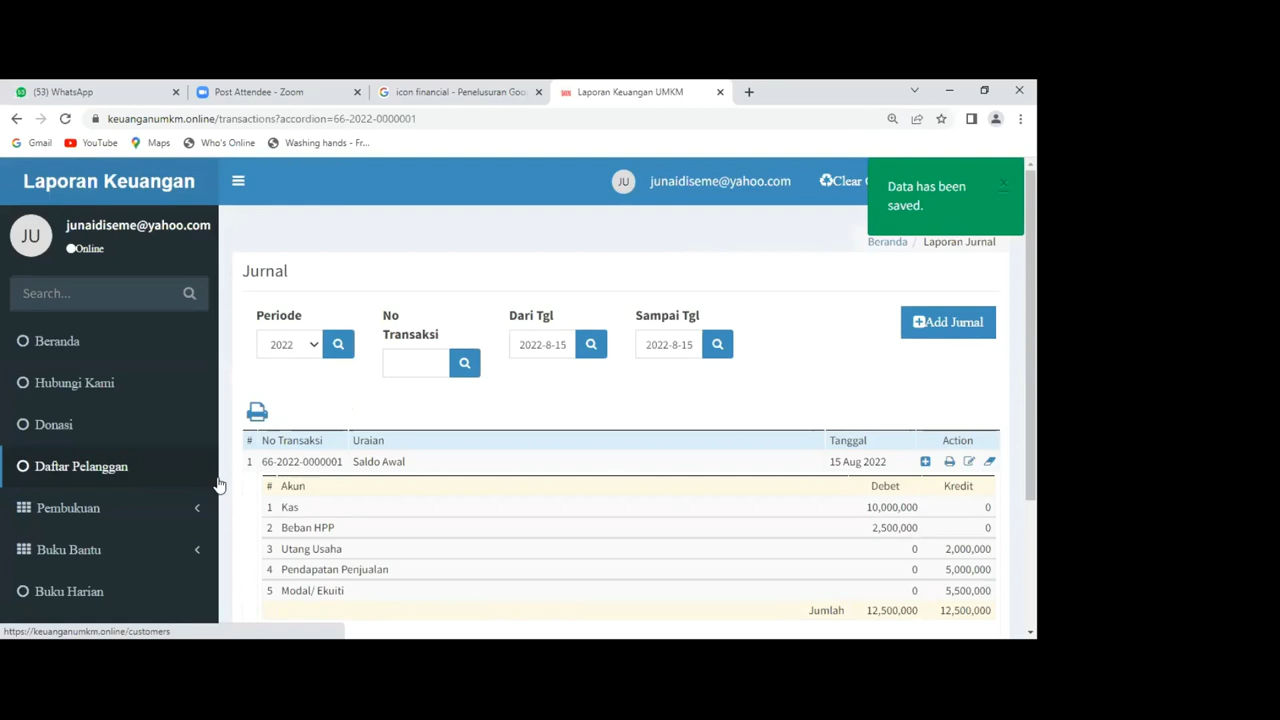 (53) WhatsApp
Post Attendee - Zoom
icon financial - Penelusuran Goo
Laporan Keuangan UMKM
keuanganumkm.online/transactions?accordion=66-2022-0000001
Gmail YouTube Maps Who's Online Washing hands - Fr...
Laporan Keuangan
JU junaidiseme@yahoo.com Clear
Data has been
saved.
JU
junaidiseme@yahoo.com
Online
Beranda / Laporan Jurnal
Search...
Beranda
Hubungi Kami
Donasi
Daftar Pelanggan
Pembukuan
Buku Bantu
Buku Harian
Jurnal
Periode
2022
No
Transaksi
Dari Tgl
2022-8-15
Sampai Tgl
2022-8-15
Add Jurnal
# No Transaksi Uraian Tanggal Action
1 66-2022-0000001 Saldo Awal 15 Aug 2022
# Akun Debet Kredit
1 Kas 10,000,000 0
2 Beban HPP 2,500,000 0
3 Utang Usaha 0 2,000,000
4 Pendapatan Penjualan 0 5,000,000
5 Modal/ Ekuiti 0 5,500,000
Jumlah 12,500,000 12,500,000
https://keuanganumkm.online/customers